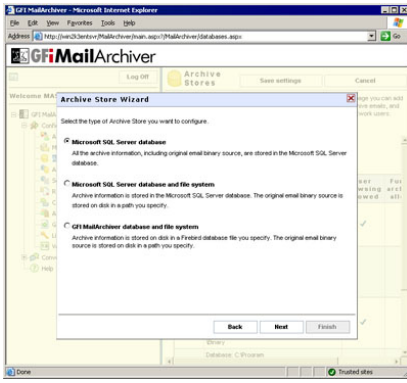 GFI MailArchiver - Microsoft Internet Explorer
File Edit View Favorites Tools Help
Address http://win2k3entsvr/MailArchiver/main.aspx?/MailArchiver/databases.aspx Go
GFI MailArchiver
Log Off
Archive Stores
Save settings
Cancel
Archive Store Wizard
Select the type of Archive Store you want to configure.
Microsoft SQL Server database
All the archive information, including original email binary source, are stored in the Microsoft SQL Server
database.
Microsoft SQL Server database and file system
Archive information is stored in the Microsoft SQL Server database. The original email binary source is
stored on disk in a path you specify.
GFI MailArchiver database and file system
Archive information is stored on disk in a Firebird database file you specify. The original email binary
source is stored on disk in a path you specify.
Back Next Finish
Help
Binary
Database: C:\Program
Done
Trusted sites